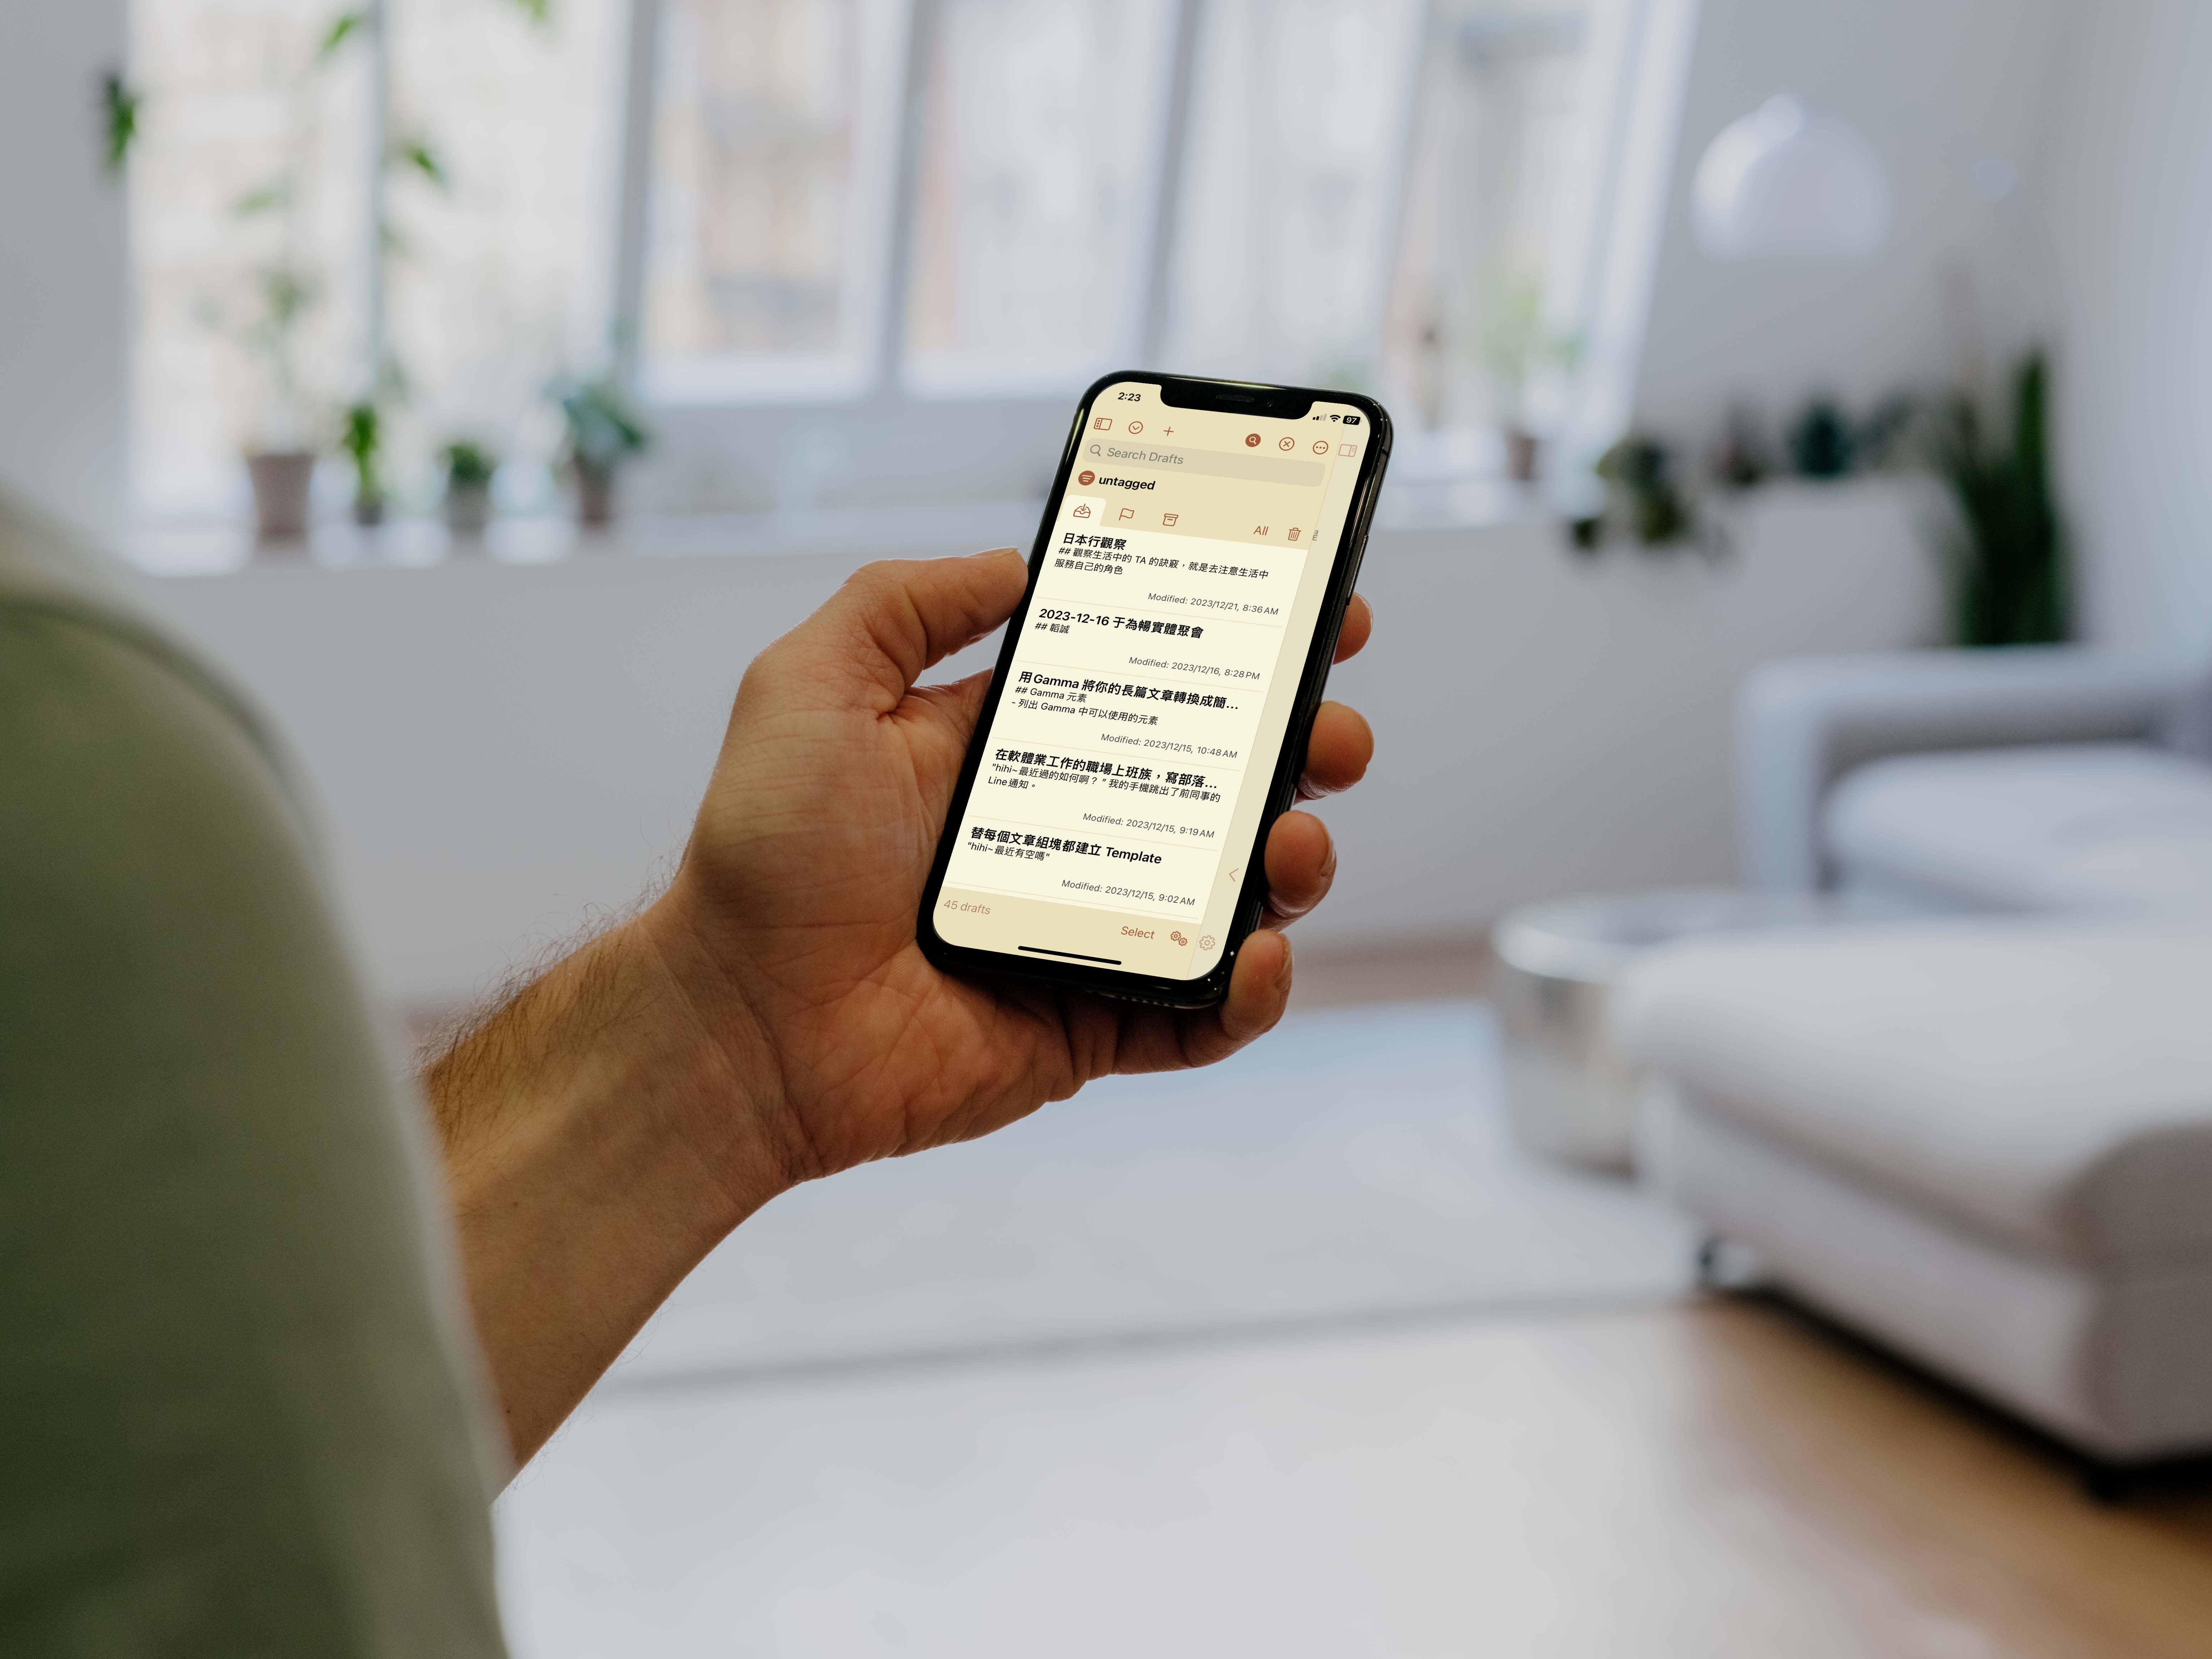 2:23
97
Search Drafts
untagged
All
日本行觀察
## 觀察生活中的 TA 的訣竅，就是去注意生活中
服務自己的角色
Modified: 2023/12/21, 8:36 AM
2023-12-16 于為暢實體聚會
## 韜誠
Modified: 2023/12/16, 8:28 PM
用 Gamma 將你的長篇文章轉換成簡...
## Gamma 元素
- 列出 Gamma 中可以使用的元素
Modified: 2023/12/15, 10:48 AM
在軟體業工作的職場上班族，寫部落...
"hihi~最近過的如何啊？ " 我的手機跳出了前同事的
Line 通知。
Modified: 2023/12/15, 9:19 AM
替每個文章組塊都建立 Template
"hihi~最近有空嗎"
Modified: 2023/12/15, 9:02 AM
45 drafts
Select